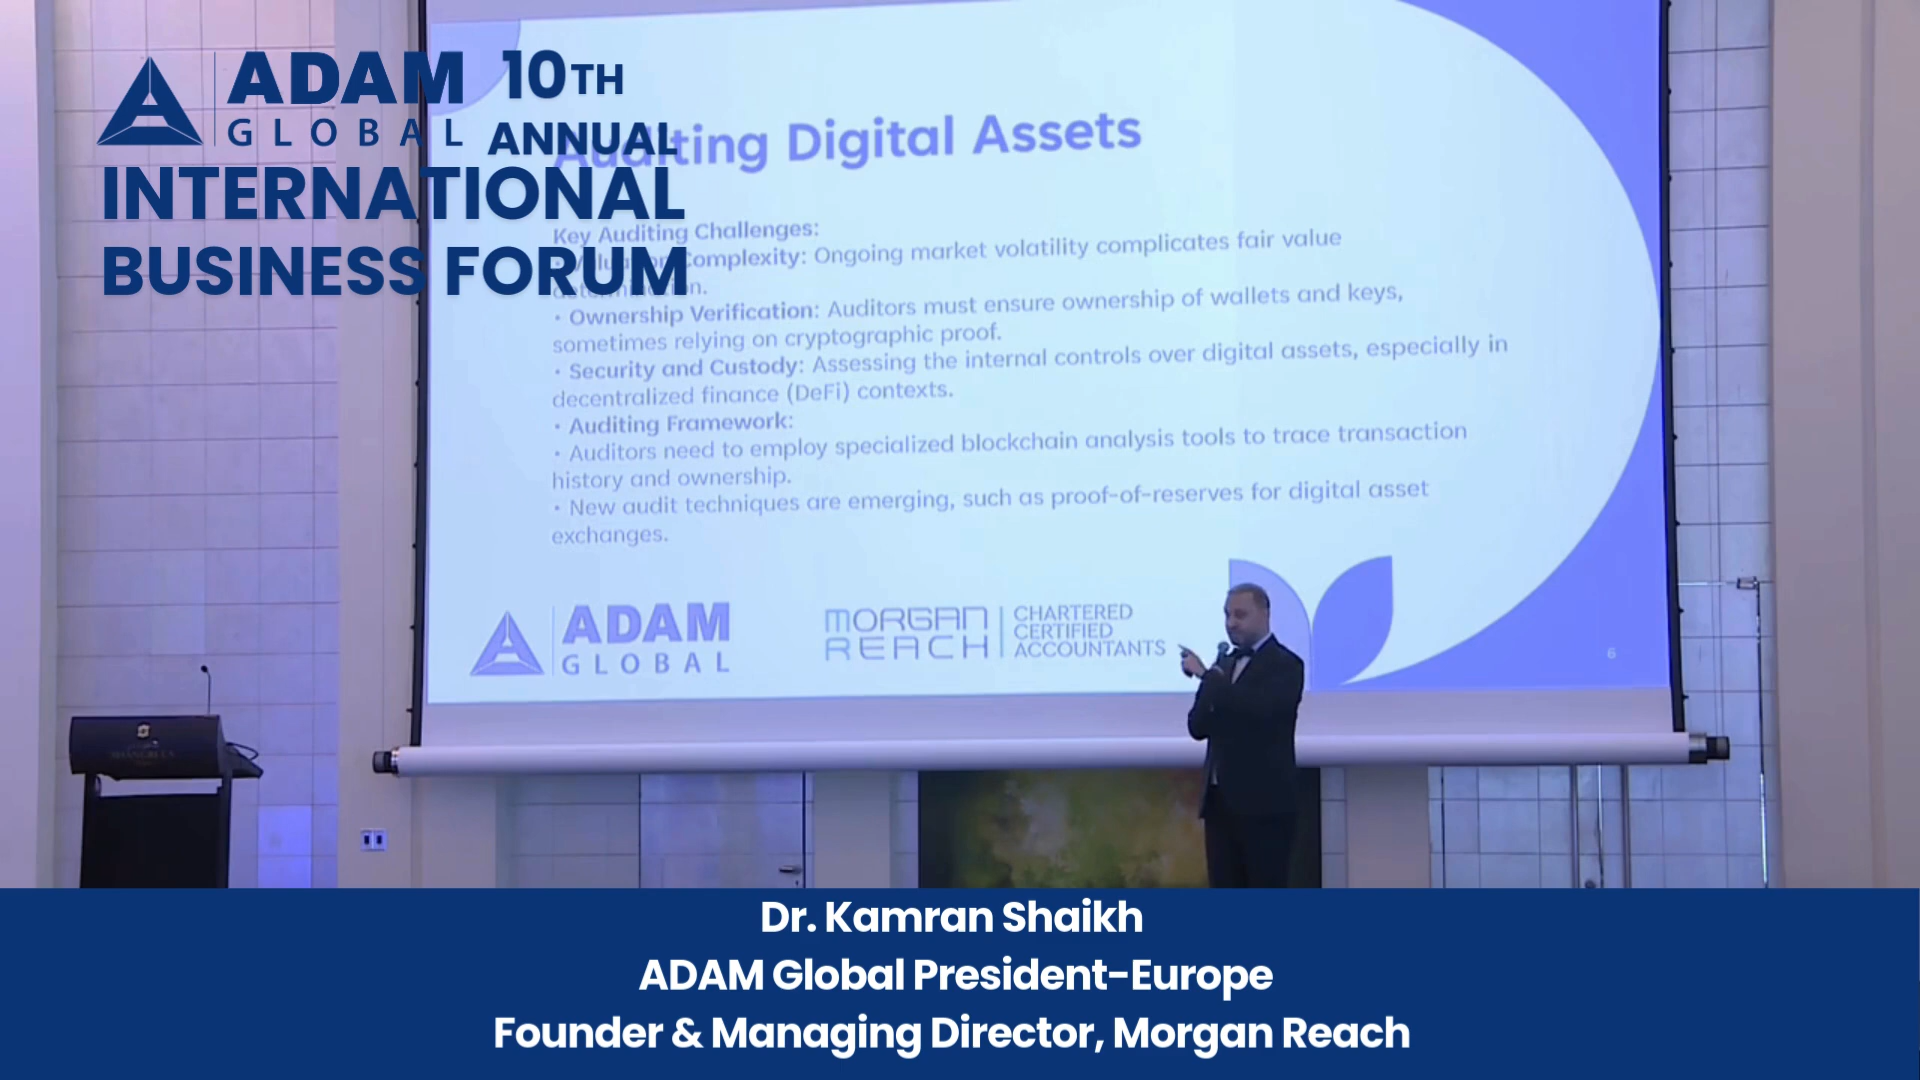 ADAM
GLOBAL
10TH
ANNUAL
INTERNATIONAL
BUSINESS FORUM
Auditing Digital Assets
Key Auditing Challenges:
• Valuation Complexity: Ongoing market volatility complicates fair value
determination.
• Ownership Verification: Auditors must ensure ownership of wallets and keys,
sometimes relying on cryptographic proof.
• Security and Custody: Assessing the internal controls over digital assets, especially in
decentralized finance (DeFi) contexts.
• Auditing Framework:
• Auditors need to employ specialized blockchain analysis tools to trace transaction
history and ownership.
• New audit techniques are emerging, such as proof-of-reserves for digital asset
exchanges.
ADAM
GLOBAL
MORGAN
REACH
CHARTERED
CERTIFIED
ACCOUNTANTS
6
SHANGRI-LA
Dr. Kamran Shaikh
ADAM Global President-Europe
Founder & Managing Director, Morgan Reach